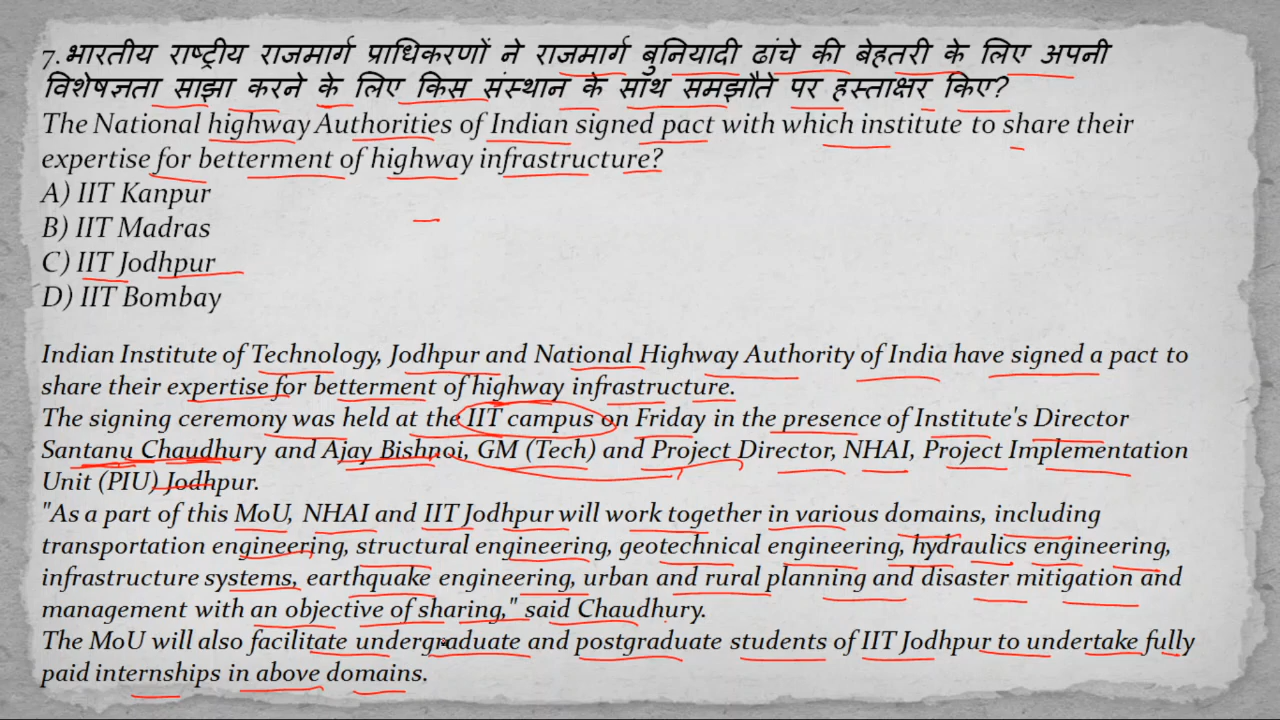 7.भारतीय राष्ट्रीय राजमार्ग प्राधिकरणों ने राजमार्ग बुनियादी ढांचे की बेहतरी के लिए अपनी
विशेषज्ञता साझा करने के लिए किस संस्थान के साथ समझौते पर हस्ताक्षर किए?
The National highway Authorities of Indian signed pact with which institute to share their
expertise for betterment of highway infrastructure?
A) IIT Kanpur
B) IIT Madras
C) IIT Jodhpur
D) IIT Bombay
Indian Institute of Technology, Jodhpur and National Highway Authority of India have signed a pact to
share their expertise for betterment of highway infrastructure.
The signing ceremony was held at the IIT campus on Friday in the presence of Institute's Director
Santanu Chaudhury and Ajay Bishnoi, GM (Tech) and Project Director, NHAI, Project Implementation
Unit (PIU) Jodhpur.
"As a part of this MoU, NHAI and IIT Jodhpur will work together in various domains, including
transportation engineering, structural engineering, geotechnical engineering, hydraulics engineering,
infrastructure systems, earthquake engineering, urban and rural planning and disaster mitigation and
management with an objective of sharing," said Chaudhury.
The MoU will also facilitate undergraduate and postgraduate students of IIT Jodhpur to undertake fully
paid internships in above domains.